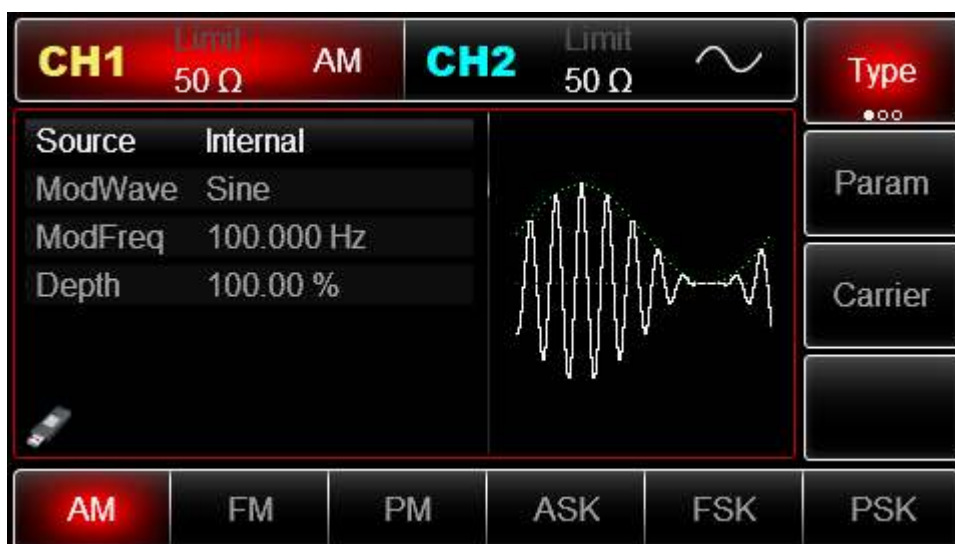 CH1 Limit 50 Ω AM CH2 Limit 50 Ω
Type
Source Internal
ModWave Sine
ModFreq 100.000 Hz
Depth 100.00 %
Param
Carrier
AM FM PM ASK FSK PSK